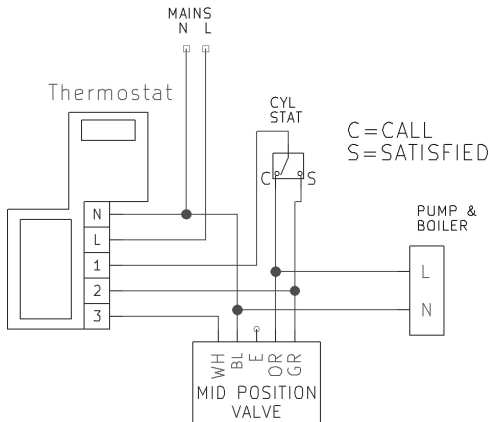 MAINS
N L
Thermostat
CYL
STAT
C=CALL
S=SATISFIED
C S
PUMP &
BOILER
N
L
1
2
3
L
N
WH BL E OR GR
MID POSITION
VALVE